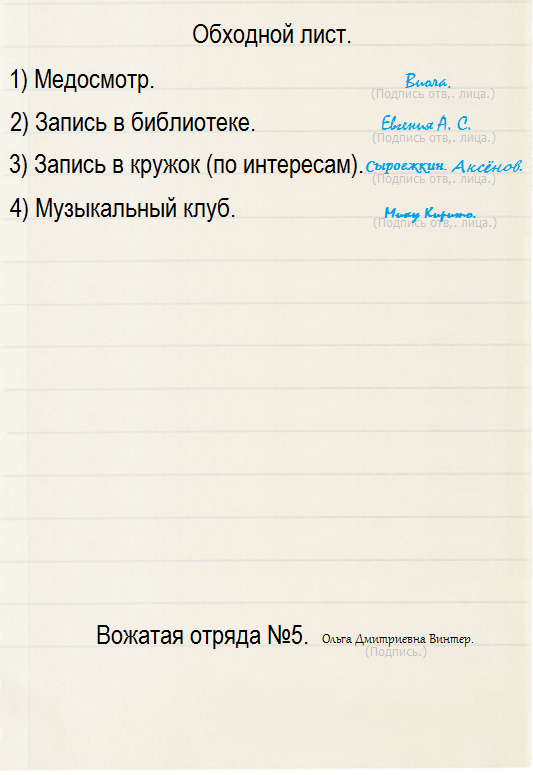 Обходной лист.
1) Медосмотр. Виола.
(Подпись отв,. лица.)
2) Запись в библиотеке. Евгения А. С.
(Подпись отв,. лица.)
3) Запись в кружок (по интересам). Сыроежкин. Аксёнов.
(Подпись отв,. лица.)
4) Музыкальный клуб. Мику Кирито.
(Подпись отв,. лица.)
Вожатая отряда №5. Ольга Дмитриевна Винтер.
(Подпись.)